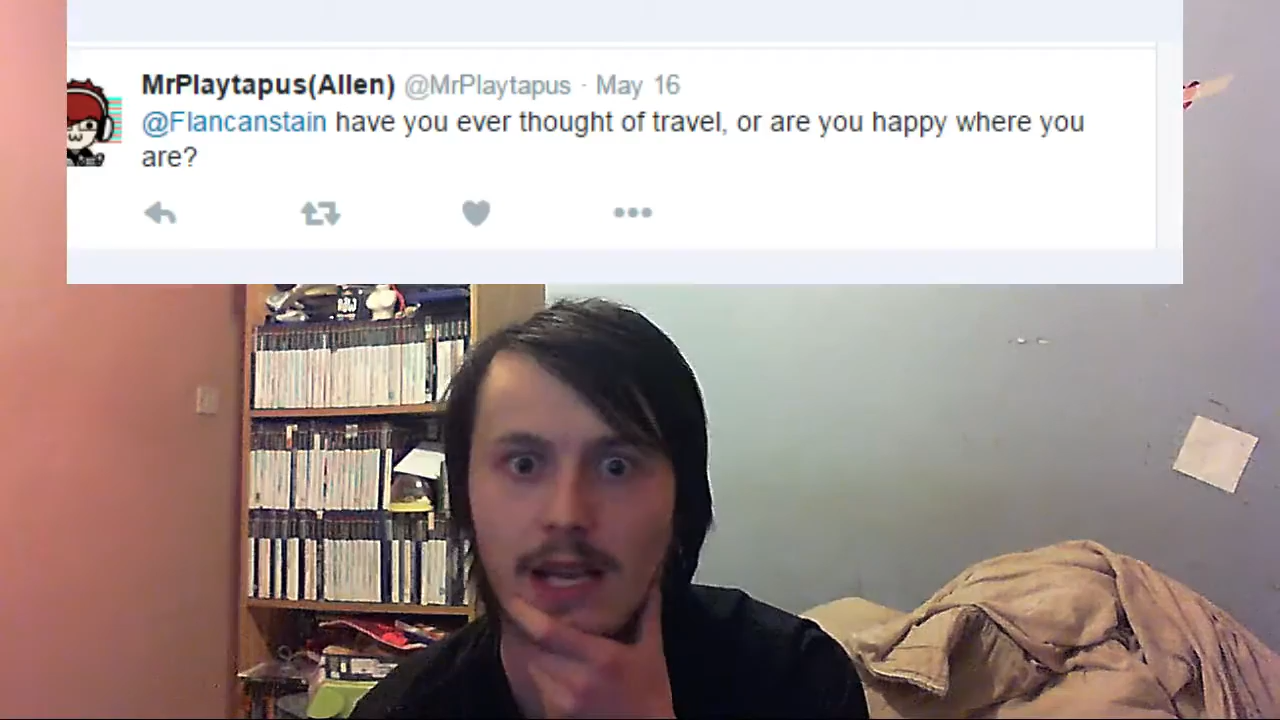 MrPlaytapus(Allen) @MrPlaytapus · May 16
@Flancanstain have you ever thought of travel, or are you happy where you
are?